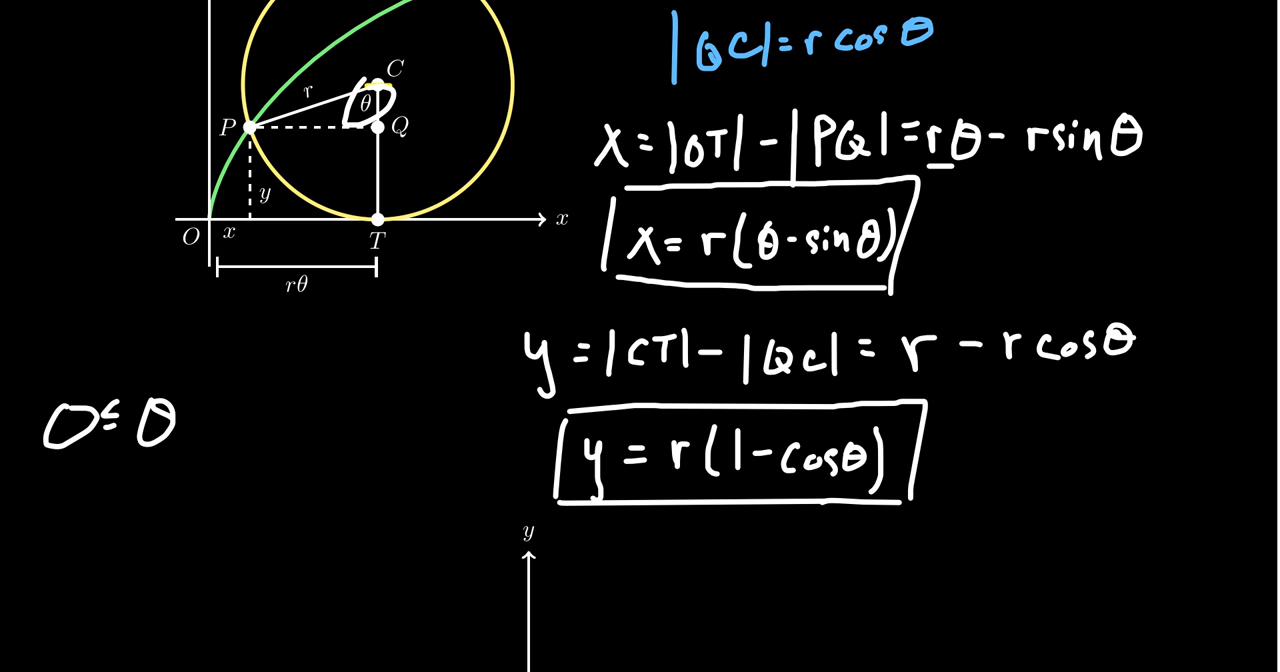 |QC| = r cos θ
C
r
θ
P
Q
x = |OT| - |PQ| = rθ - r sin θ
y
x
O
x
T
x = r(θ - sin θ)
rθ
y = |CT| - |QC| = r - r cos θ
0 ≤ θ
y = r(1 - cos θ)
y